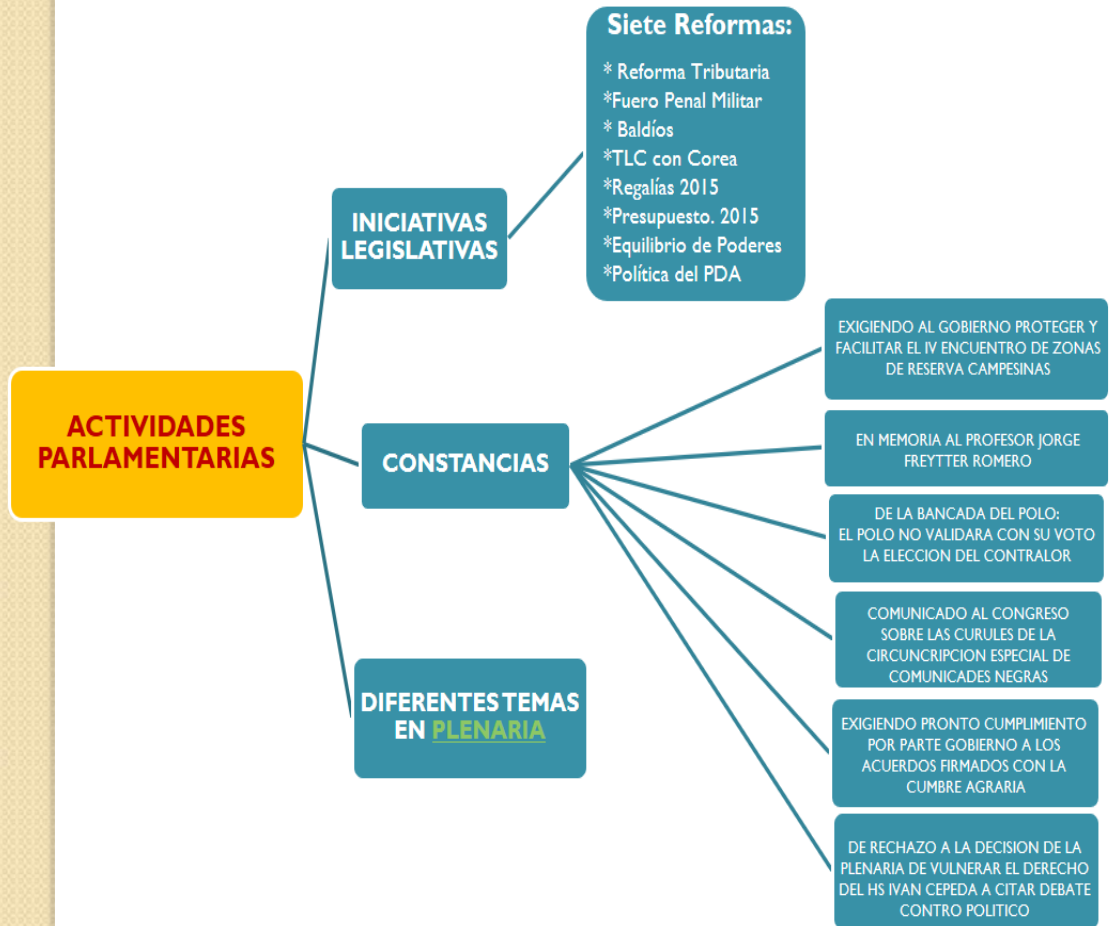 Siete Reformas:
* Reforma Tributaria
*Fuero Penal Militar
* Baldíos
*TLC con Corea
*Regalías 2015
*Presupuesto. 2015
*Equilibrio de Poderes
*Política del PDA
INICIATIVAS
LEGISLATIVAS
ACTIVIDADES
PARLAMENTARIAS
CONSTANCIAS
EXIGIENDO AL GOBIERNO PROTEGER Y
FACILITAR EL IV ENCUENTRO DE ZONAS
DE RESERVA CAMPESINAS
EN MEMORIA AL PROFESOR JORGE
FREYTTER ROMERO
DE LA BANCADA DEL POLO:
EL POLO NO VALIDARA CON SU VOTO
LA ELECCION DEL CONTRALOR
COMUNICADO AL CONGRESO
SOBRE LAS CURULES DE LA
CIRCUNCRIPCION ESPECIAL DE
COMUNICADES NEGRAS
EXIGIENDO PRONTO CUMPLIMIENTO
POR PARTE GOBIERNO A LOS
ACUERDOS FIRMADOS CON LA
CUMBRE AGRARIA
DE RECHAZO A LA DECISION DE LA
PLENARIA DE VULNERAR EL DERECHO
DEL HS IVAN CEPEDA A CITAR DEBATE
CONTRO POLITICO
DIFERENTES TEMAS
EN PLENARIA